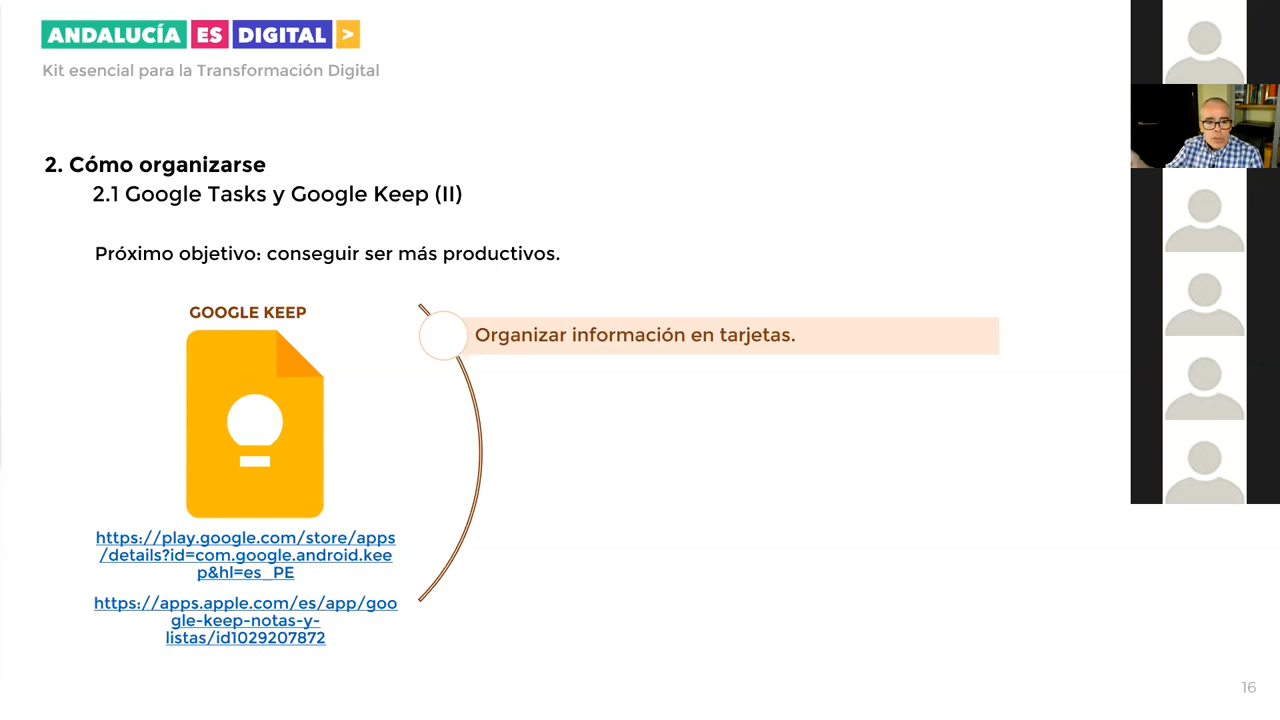 ANDALUCÍA ES DIGITAL >
Kit esencial para la Transformación Digital
2. Cómo organizarse
2.1 Google Tasks y Google Keep (II)
Próximo objetivo: conseguir ser más productivos.
GOOGLE KEEP
Organizar información en tarjetas.
https://play.google.com/store/apps
/details?id=com.google.android.kee
p&hl=es_PE
https://apps.apple.com/es/app/goo
gle-keep-notas-y-
listas/id1029207872
16